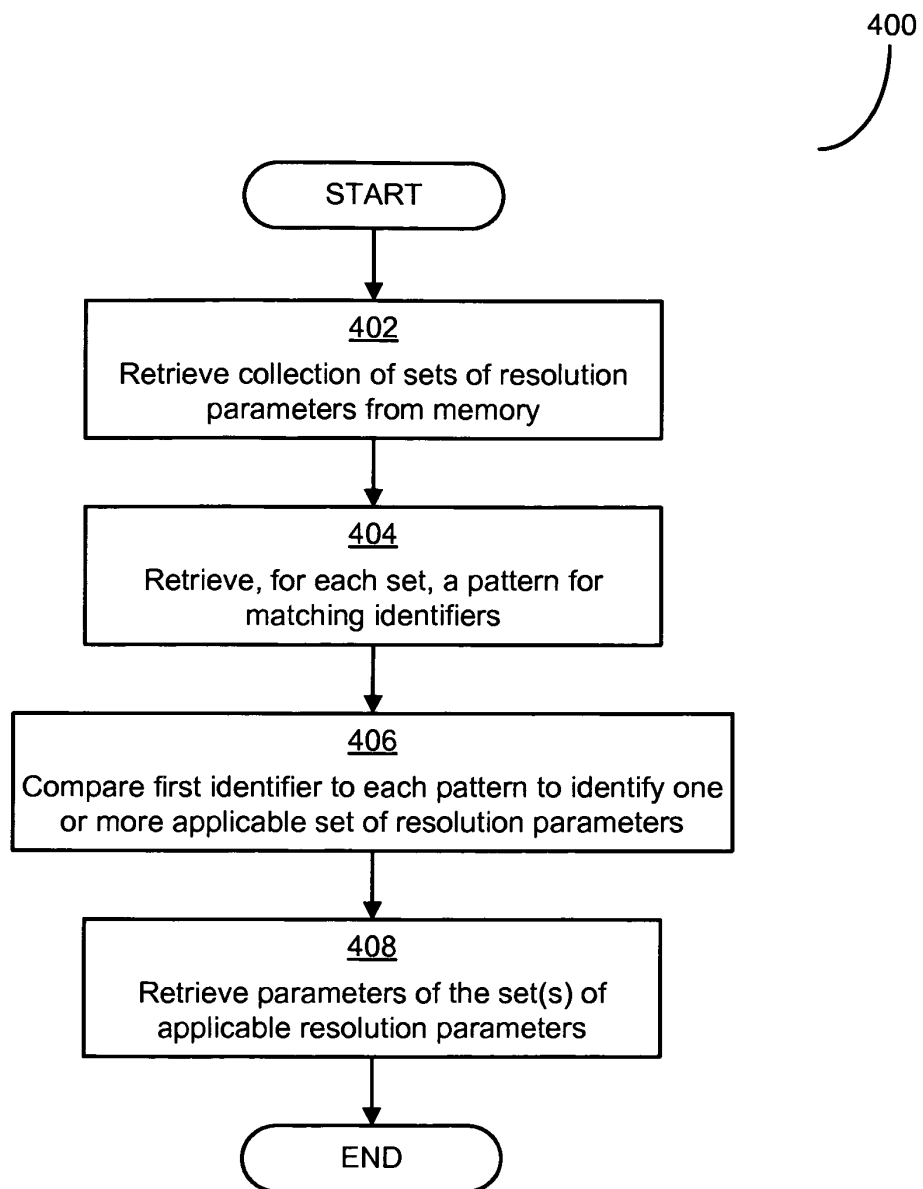 400
START
402
Retrieve collection of sets of resolution
parameters from memory
404
Retrieve, for each set, a pattern for
matching identifiers
406
Compare first identifier to each pattern to identify one
or more applicable set of resolution parameters
408
Retrieve parameters of the set(s) of
applicable resolution parameters
END